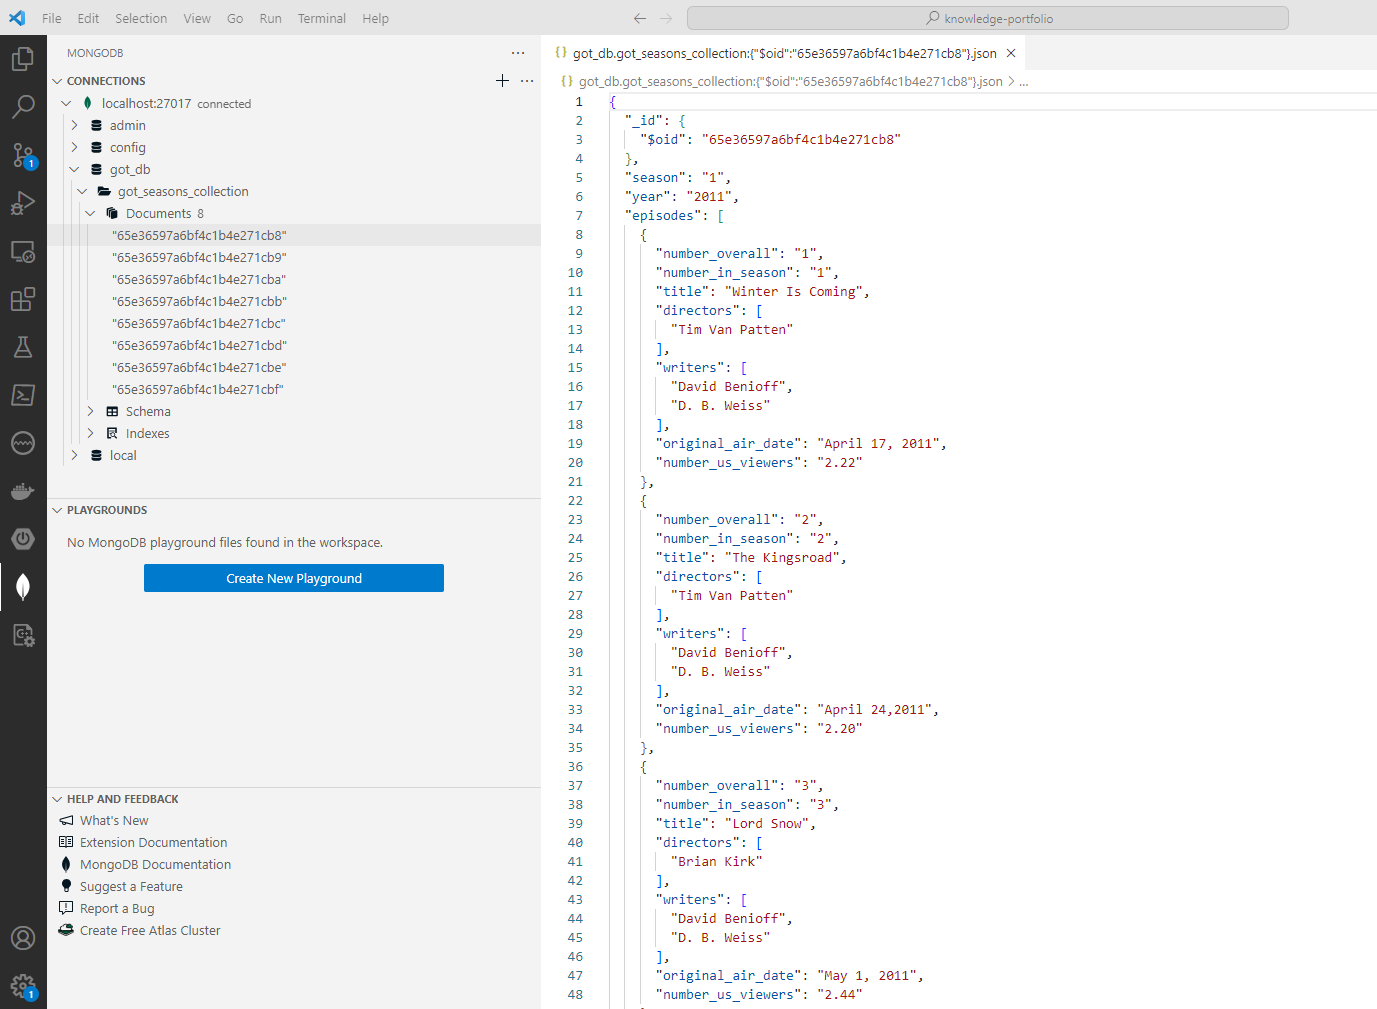 File Edit Selection View Go Run Terminal Help
knowledge-portfolio
MONGODB
CONNECTIONS
localhost:27017 connected
admin
config
got_db
got_seasons_collection
Documents 8
"65e36597a6bf4c1b4e271cb8"
"65e36597a6bf4c1b4e271cb9"
"65e36597a6bf4c1b4e271cba"
"65e36597a6bf4c1b4e271cbb"
"65e36597a6bf4c1b4e271cbc"
"65e36597a6bf4c1b4e271cbd"
"65e36597a6bf4c1b4e271cbe"
"65e36597a6bf4c1b4e271cbf"
Schema
Indexes
local
PLAYGROUNDS
No MongoDB playground files found in the workspace.
Create New Playground
HELP AND FEEDBACK
What's New
Extension Documentation
MongoDB Documentation
Suggest a Feature
Report a Bug
Create Free Atlas Cluster
1
1
{} got_db.got_seasons_collection:{"$oid":"65e36597a6bf4c1b4e271cb8"}.json
{} got_db.got_seasons_collection:{"$oid":"65e36597a6bf4c1b4e271cb8"}.json > ...
1 {
2 "_id": {
3 "$oid": "65e36597a6bf4c1b4e271cb8"
4 },
5 "season": "1",
6 "year": "2011",
7 "episodes": [
8 {
9 "number_overall": "1",
10 "number_in_season": "1",
11 "title": "Winter Is Coming",
12 "directors": [
13 "Tim Van Patten"
14 ],
15 "writers": [
16 "David Benioff",
17 "D. B. Weiss"
18 ],
19 "original_air_date": "April 17, 2011",
20 "number_us_viewers": "2.22"
21 },
22 {
23 "number_overall": "2",
24 "number_in_season": "2",
25 "title": "The Kingsroad",
26 "directors": [
27 "Tim Van Patten"
28 ],
29 "writers": [
30 "David Benioff",
31 "D. B. Weiss"
32 ],
33 "original_air_date": "April 24,2011",
34 "number_us_viewers": "2.20"
35 },
36 {
37 "number_overall": "3",
38 "number_in_season": "3",
39 "title": "Lord Snow",
40 "directors": [
41 "Brian Kirk"
42 ],
43 "writers": [
44 "David Benioff",
45 "D. B. Weiss"
46 ],
47 "original_air_date": "May 1, 2011",
48 "number_us_viewers": "2.44"